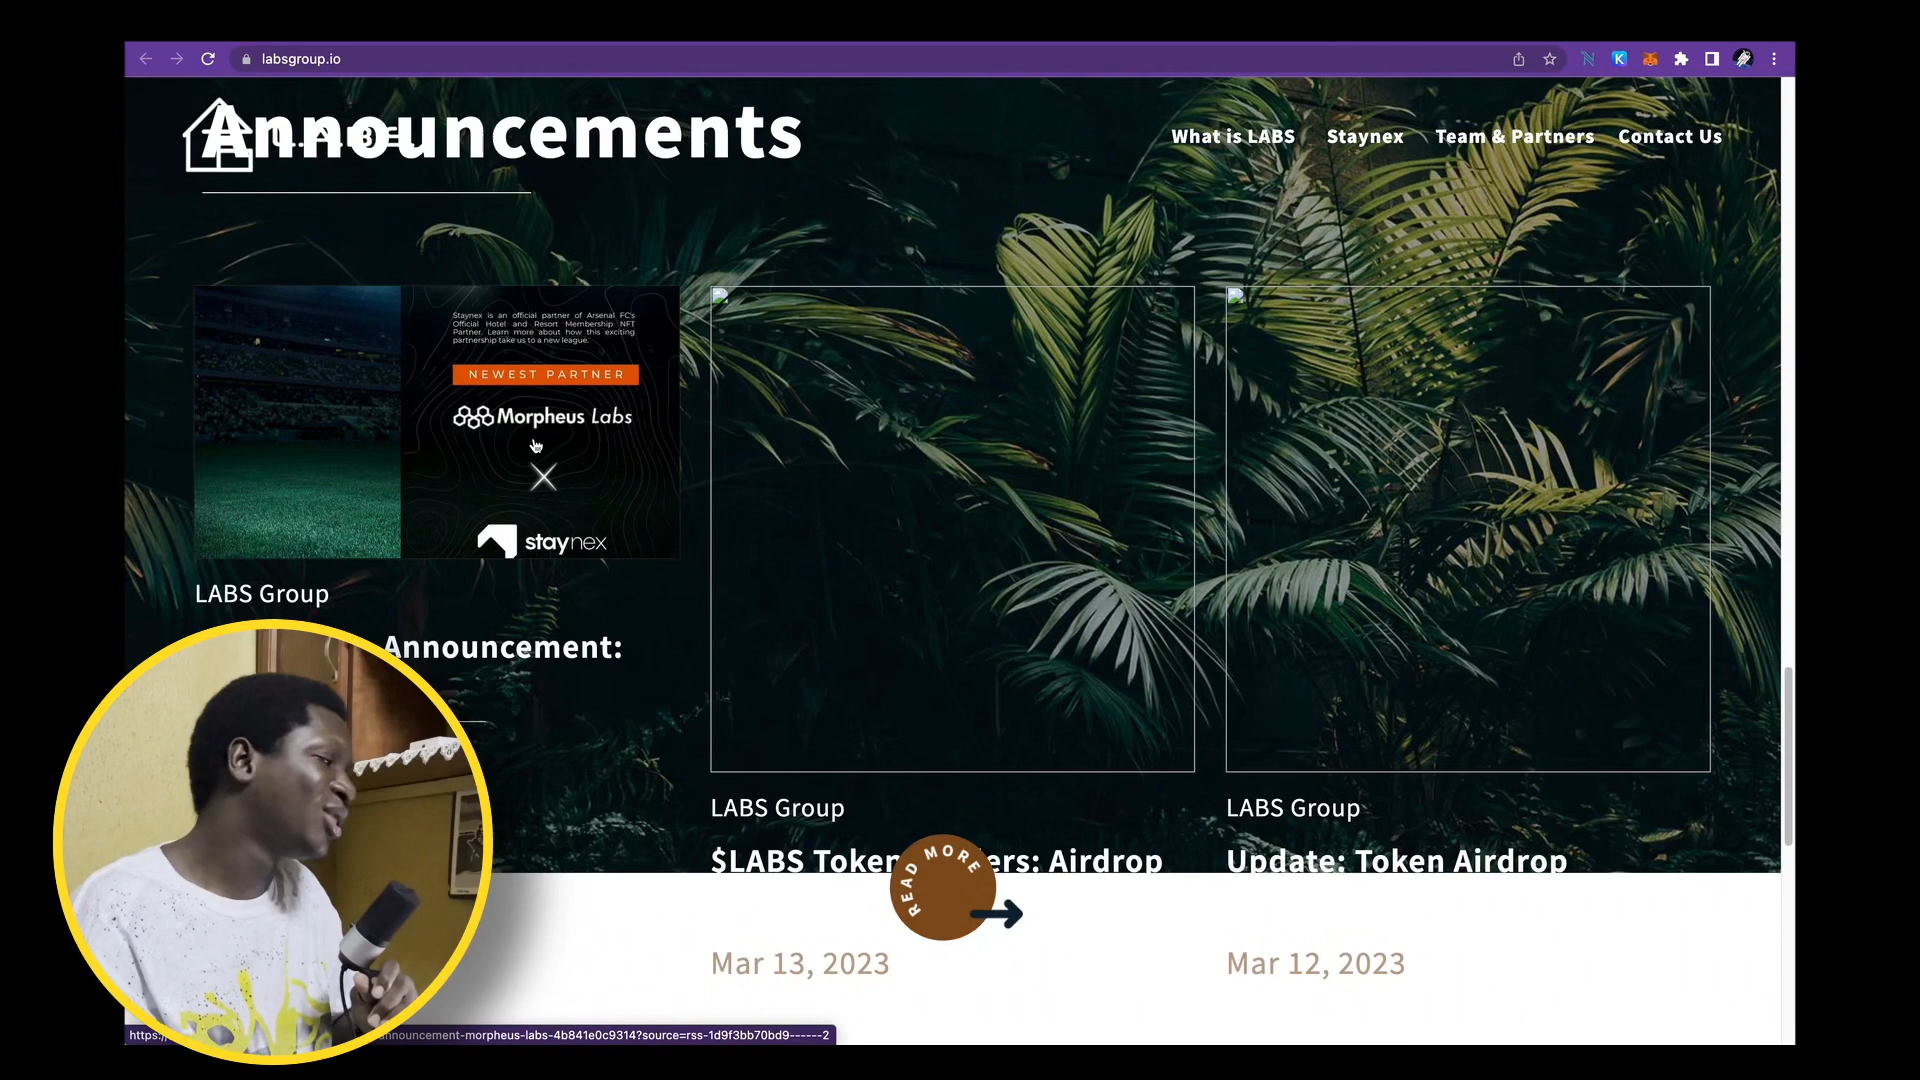 labsgroup.io
K
Announcements
What is LABS Staynex Team & Partners Contact Us
Staynex is an official partner of Arsenal FC's
Official Hotel and Resort Membership NFT
Partner. Learn more about how this exciting
partnership take us to a new league.
NEWEST PARTNER
Morpheus Labs
staynex
LABS Group
Announcement:
LABS Group
$LABS Token ers: Airdrop
READ MORE
Mar 13, 2023
LABS Group
Update: Token Airdrop
Mar 12, 2023
https:/ announcement-morpheus-labs-4b841e0c9314?source=rss-1d9f3bb70bd9------2